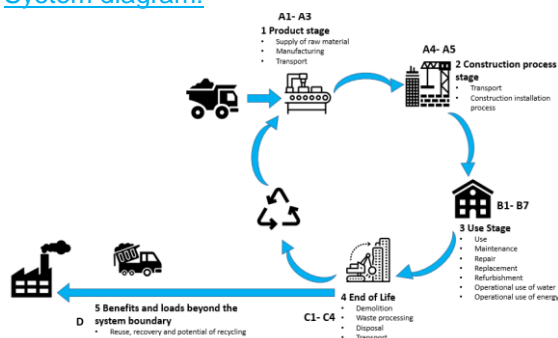 System diagram:
A1- A3
1 Product stage
• Supply of raw material
• Manufacturing
• Transport
A4- A5
2 Construction process
stage
• Transport
• Construction installation
process
B1- B7
3 Use Stage
• Use
• Maintenance
• Repair
• Replacement
• Refurbishment
• Operational use of water
• Operational use of energy
4 End of Life
C1- C4
• Demolition
• Waste processing
• Disposal
• Transport
5 Benefits and loads beyond the
D system boundary
• Reuse, recovery and potential of recycling